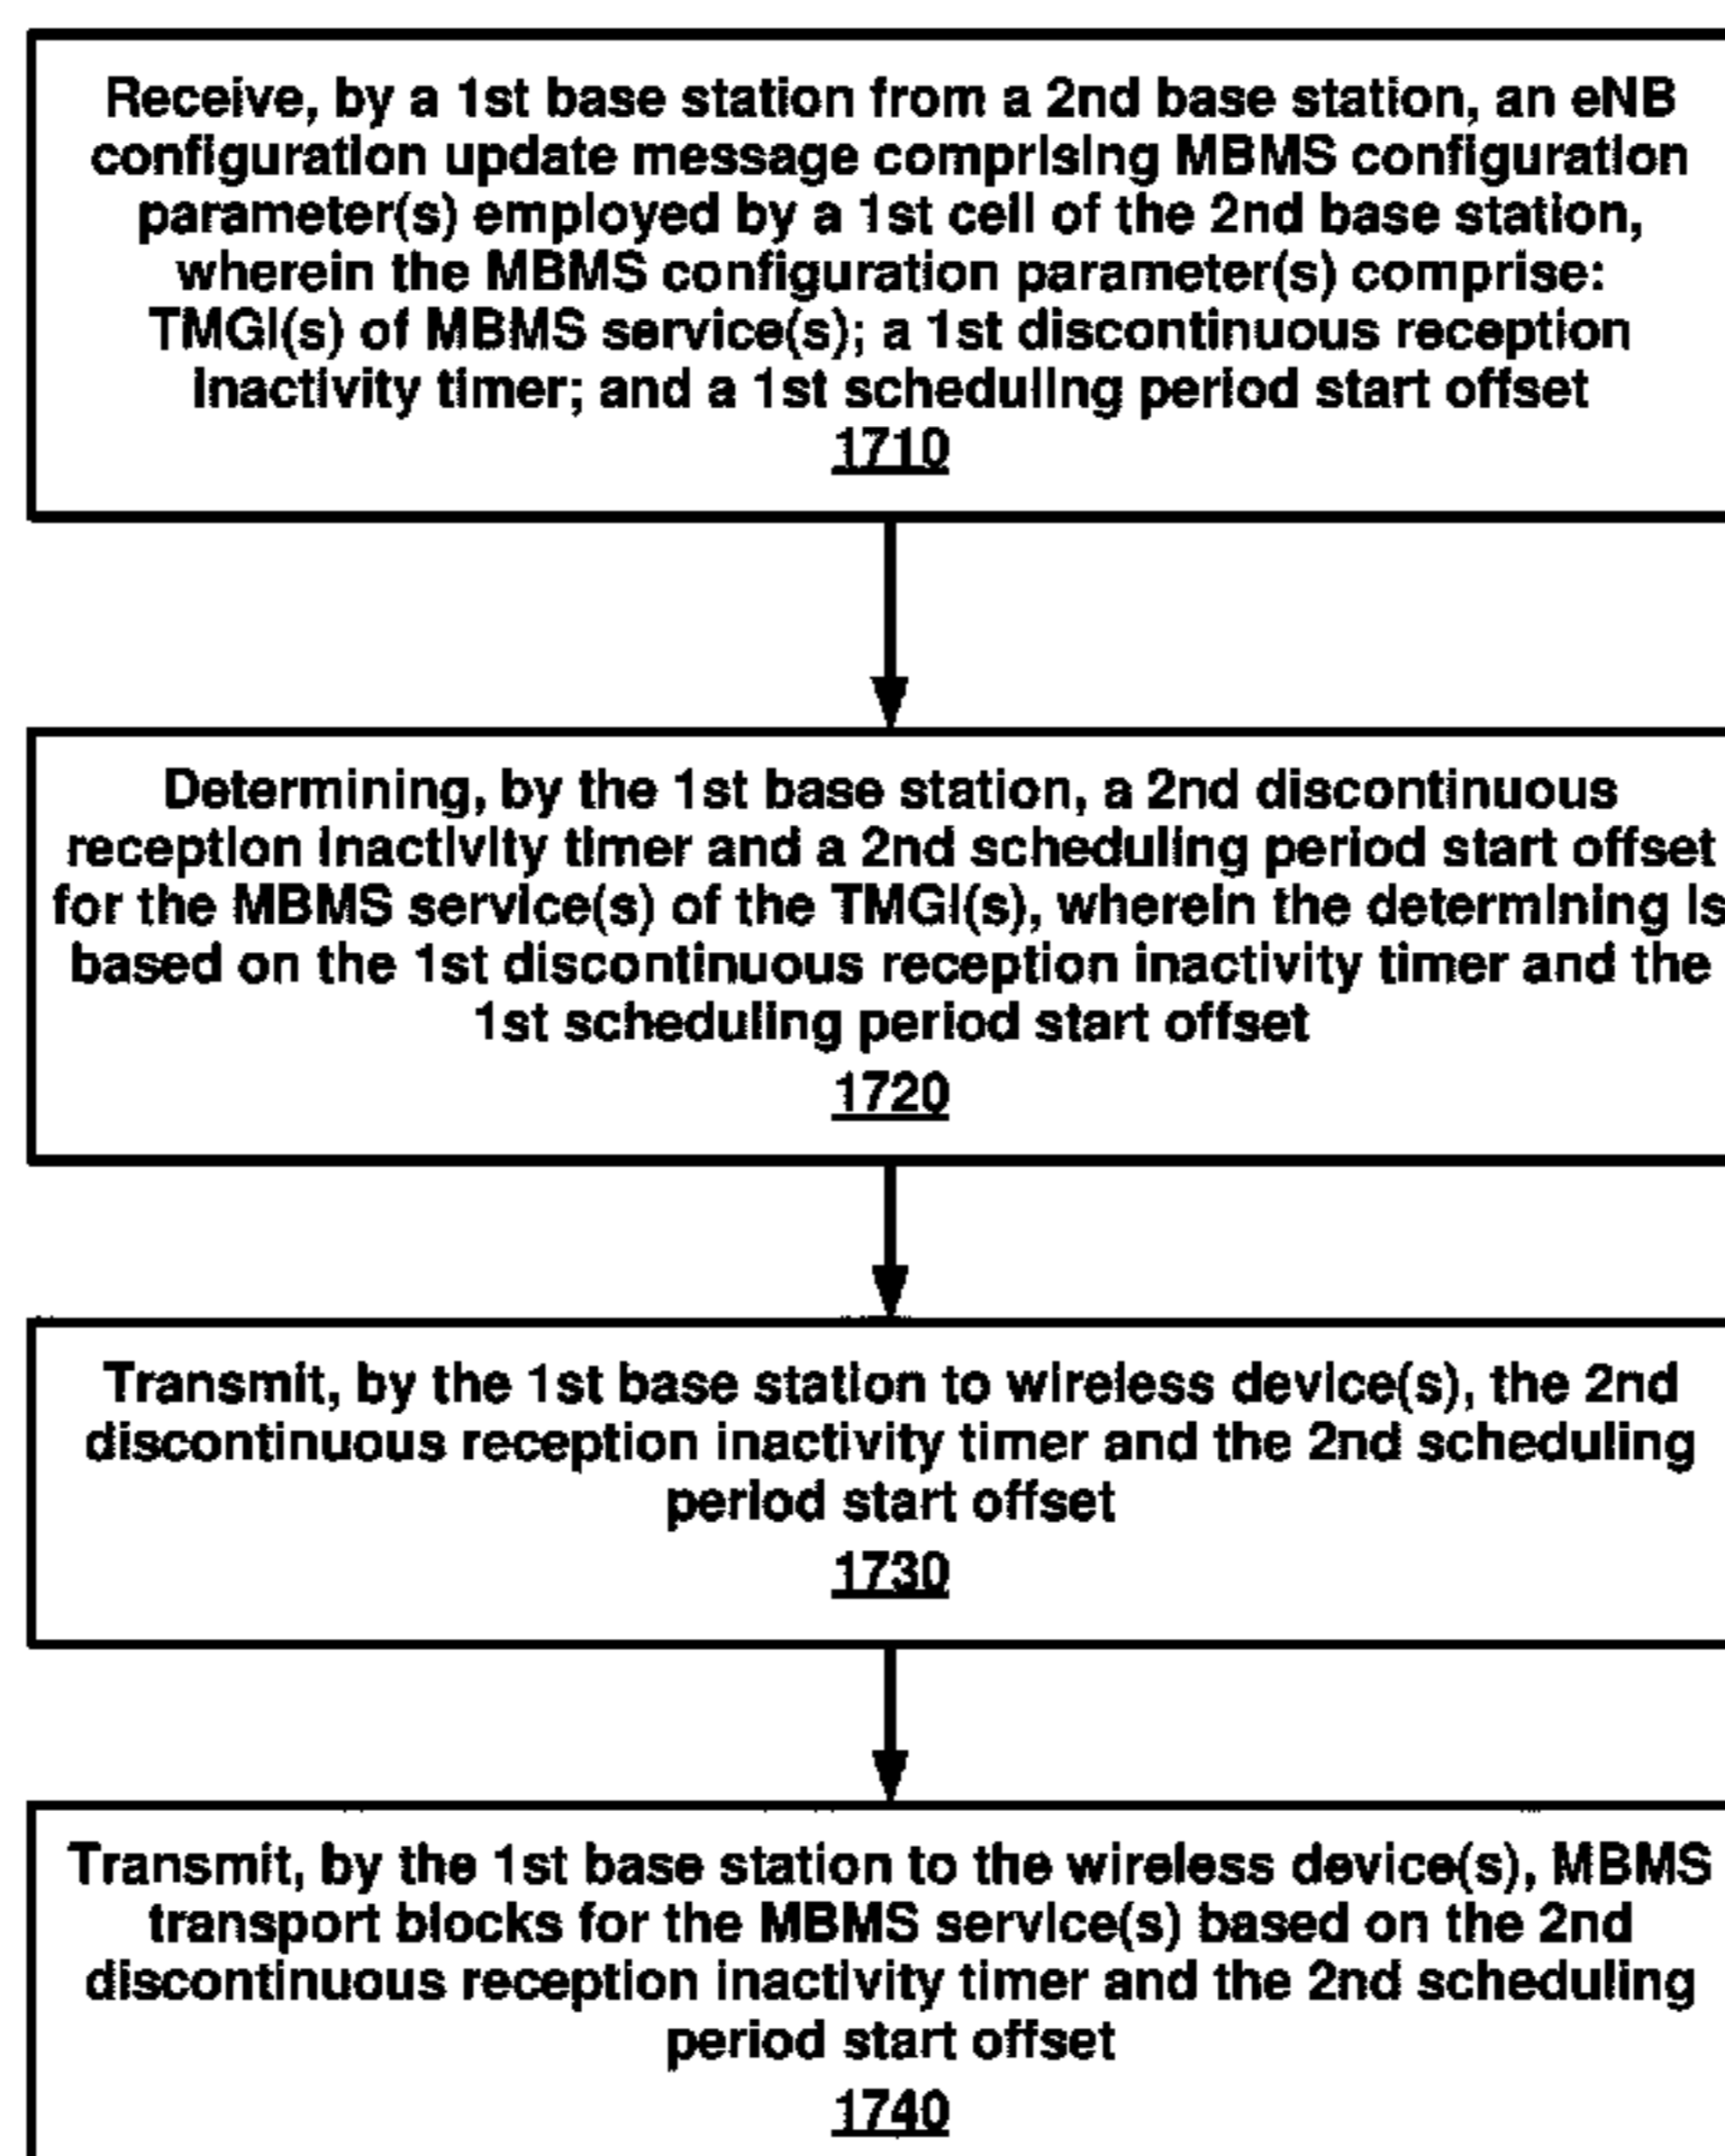 Receive, by a 1st base station from a 2nd base station, an eNB
configuration update message comprising MBMS configuration
parameter(s) employed by a 1st cell of the 2nd base station,
wherein the MBMS configuration parameter(s) comprise:
TMGI(s) of MBMS service(s); a 1st discontinuous reception
inactivity timer; and a 1st scheduling period start offset
1710
Determining, by the 1st base station, a 2nd discontinuous
reception inactivity timer and a 2nd scheduling period start offset
for the MBMS service(s) of the TMGI(s), wherein the determining is
based on the 1st discontinuous reception inactivity timer and the
1st scheduling period start offset
1720
Transmit, by the 1st base station to wireless device(s), the 2nd
discontinuous reception inactivity timer and the 2nd scheduling
period start offset
1730
Transmit, by the 1st base station to the wireless device(s), MBMS
transport blocks for the MBMS service(s) based on the 2nd
discontinuous reception inactivity timer and the 2nd scheduling
period start offset
1740